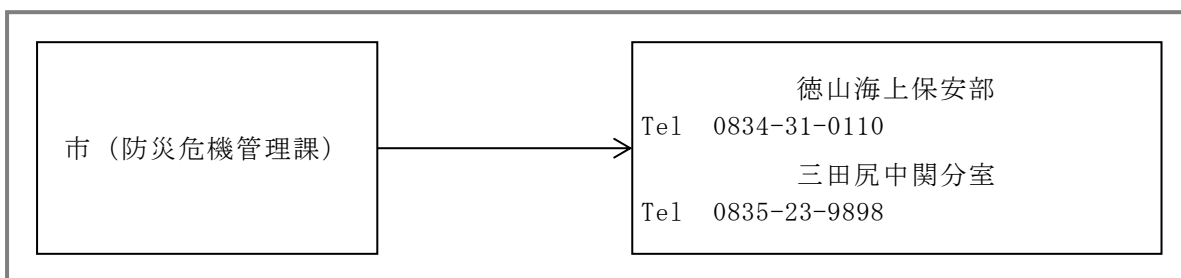 市（防災危機管理課）
徳山海上保安部
Tel　0834-31-0110
三田尻中関分室
Tel　0835-23-9898